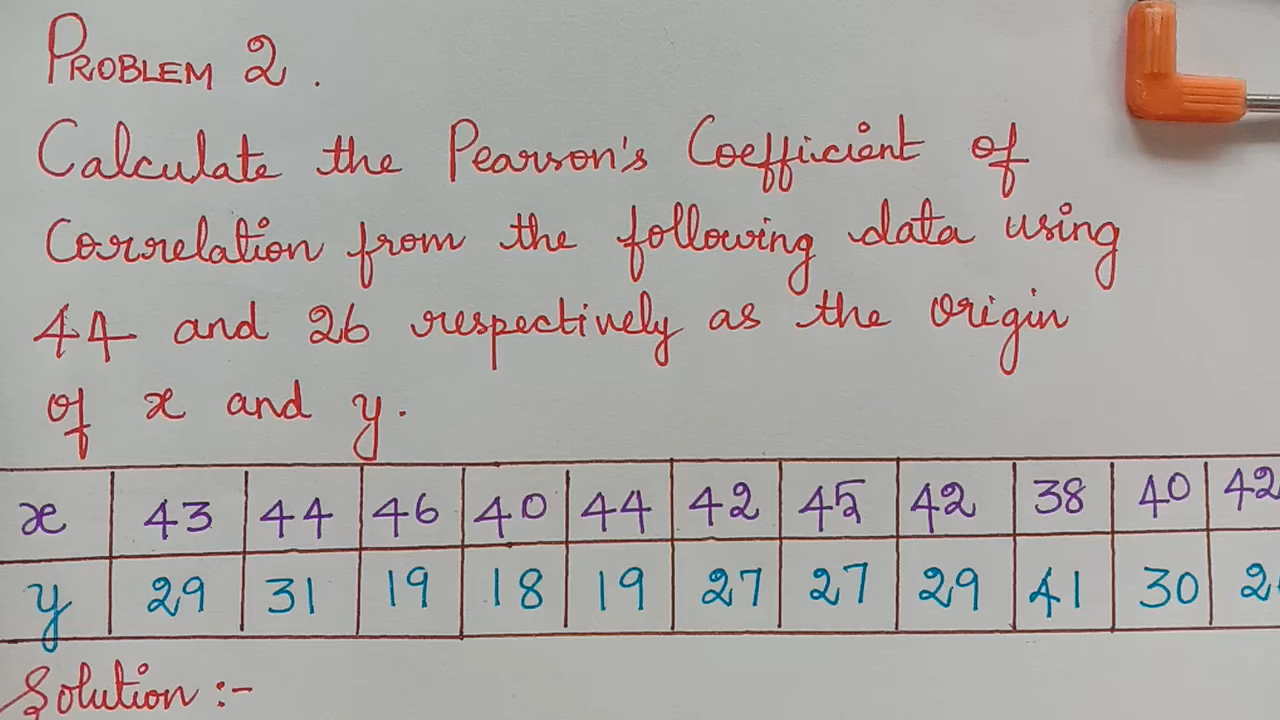 PROBLEM 2.
Calculate the Pearson's Coefficient of
Correlation from the following data using
44 and 26 respectively as the origin
of x and y.
x 43 44 46 40 44 42 45 42 38 40 42
y 29 31 19 18 19 27 27 29 41 30
Solution :-